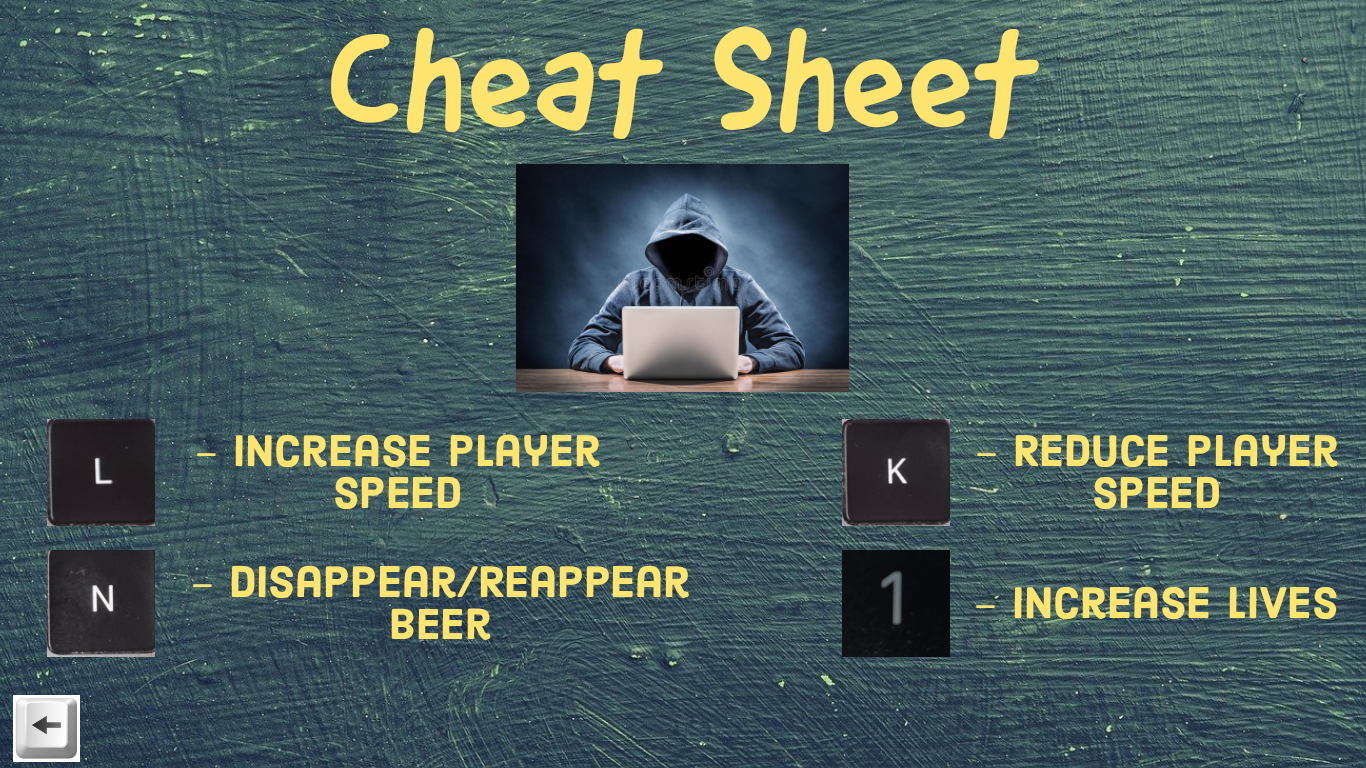 Cheat Sheet
L
- INCREASE PLAYER
SPEED
K
- REDUCE PLAYER
SPEED
N
- DISAPPEAR/REAPPEAR
BEER
1
- INCREASE LIVES